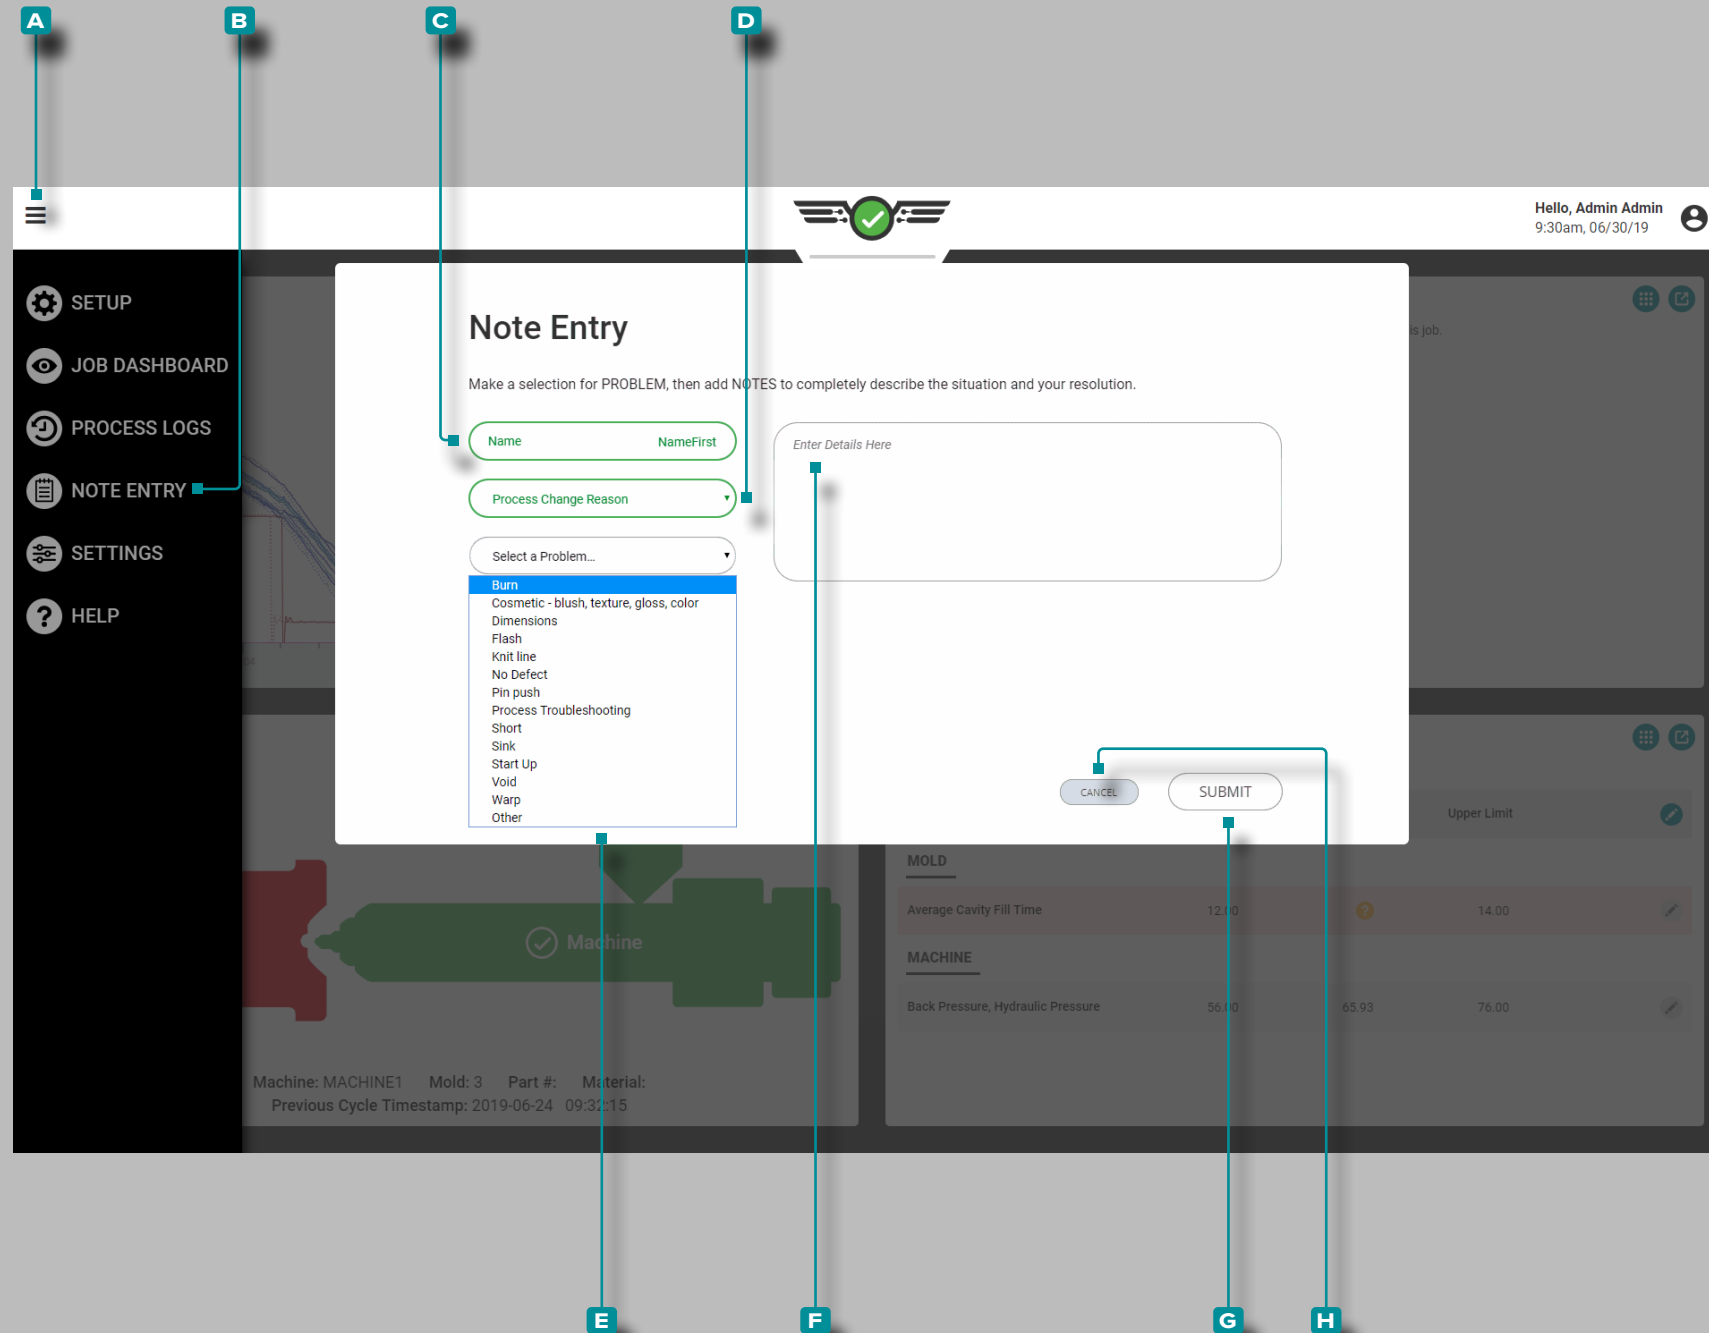 A B C D
Hello, Admin Admin
9:30am, 06/30/19
SETUP
JOB DASHBOARD
PROCESS LOGS
NOTE ENTRY
SETTINGS
HELP
is job.
04
Note Entry
Make a selection for PROBLEM, then add NOTES to completely describe the situation and your resolution.
Name NameFirst
Process Change Reason
Select a Problem...
Burn
Cosmetic - blush, texture, gloss, color
Dimensions
Flash
Knit line
No Defect
Pin push
Process Troubleshooting
Short
Sink
Start Up
Void
Warp
Other
Enter Details Here
CANCEL SUBMIT
Machine
Machine: MACHINE1 Mold: 3 Part #: Material:
Previous Cycle Timestamp: 2019-06-24 09:32:15
Upper Limit
MOLD
Average Cavity Fill Time 12.00 ? 14.00
MACHINE
Back Pressure, Hydraulic Pressure 56.00 65.93 76.00
E F G H